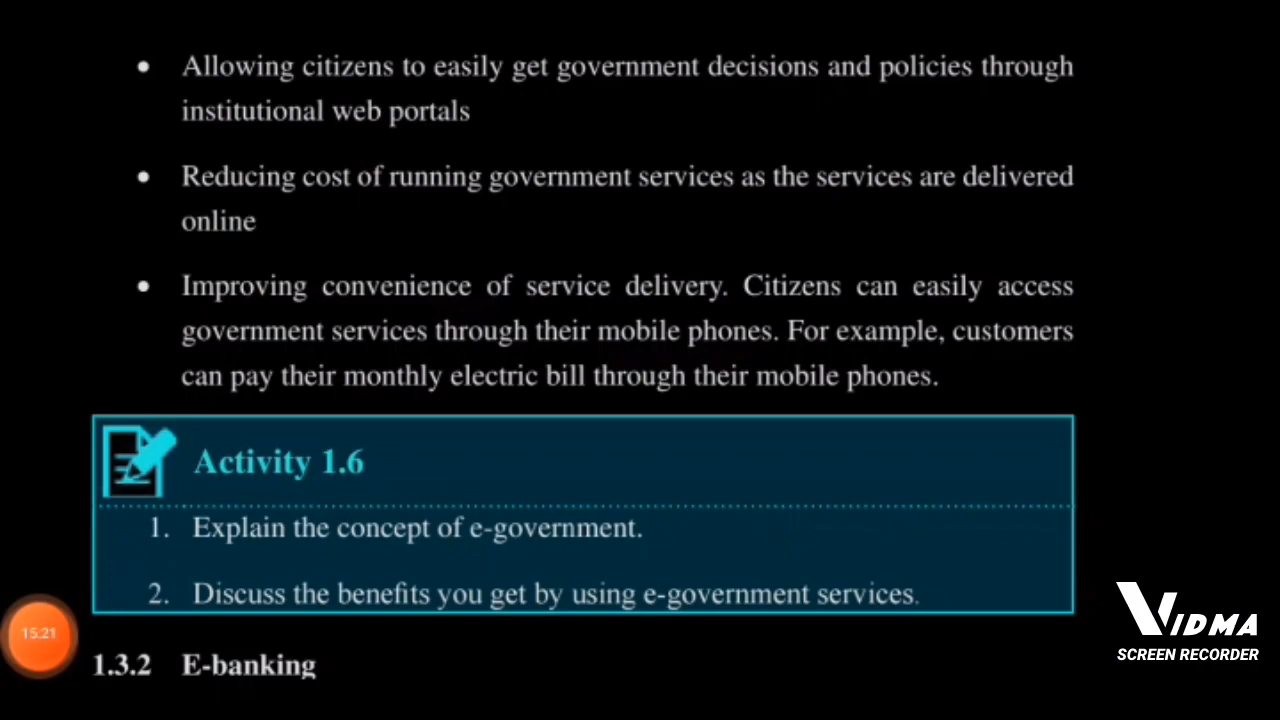 • Allowing citizens to easily get government decisions and policies through
institutional web portals
• Reducing cost of running government services as the services are delivered
online
• Improving convenience of service delivery. Citizens can easily access
government services through their mobile phones. For example, customers
can pay their monthly electric bill through their mobile phones.
Activity 1.6
1. Explain the concept of e-government.
2. Discuss the benefits you get by using e-government services.
15:21
1.3.2 E-banking
VIDMA
SCREEN RECORDER